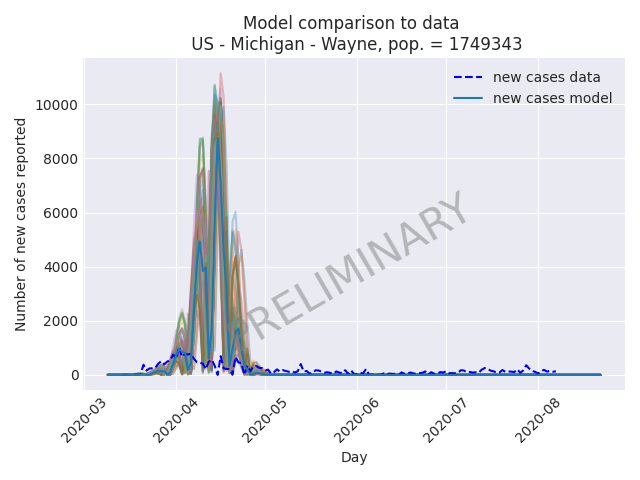 Model comparison to data
US - Michigan - Wayne, pop. = 1749343
new cases data
new cases model
PRELIMINARY
Number of new cases reported
10000
8000
6000
4000
2000
0
2020-03
2020-04
2020-05
2020-06
2020-07
2020-08
Day